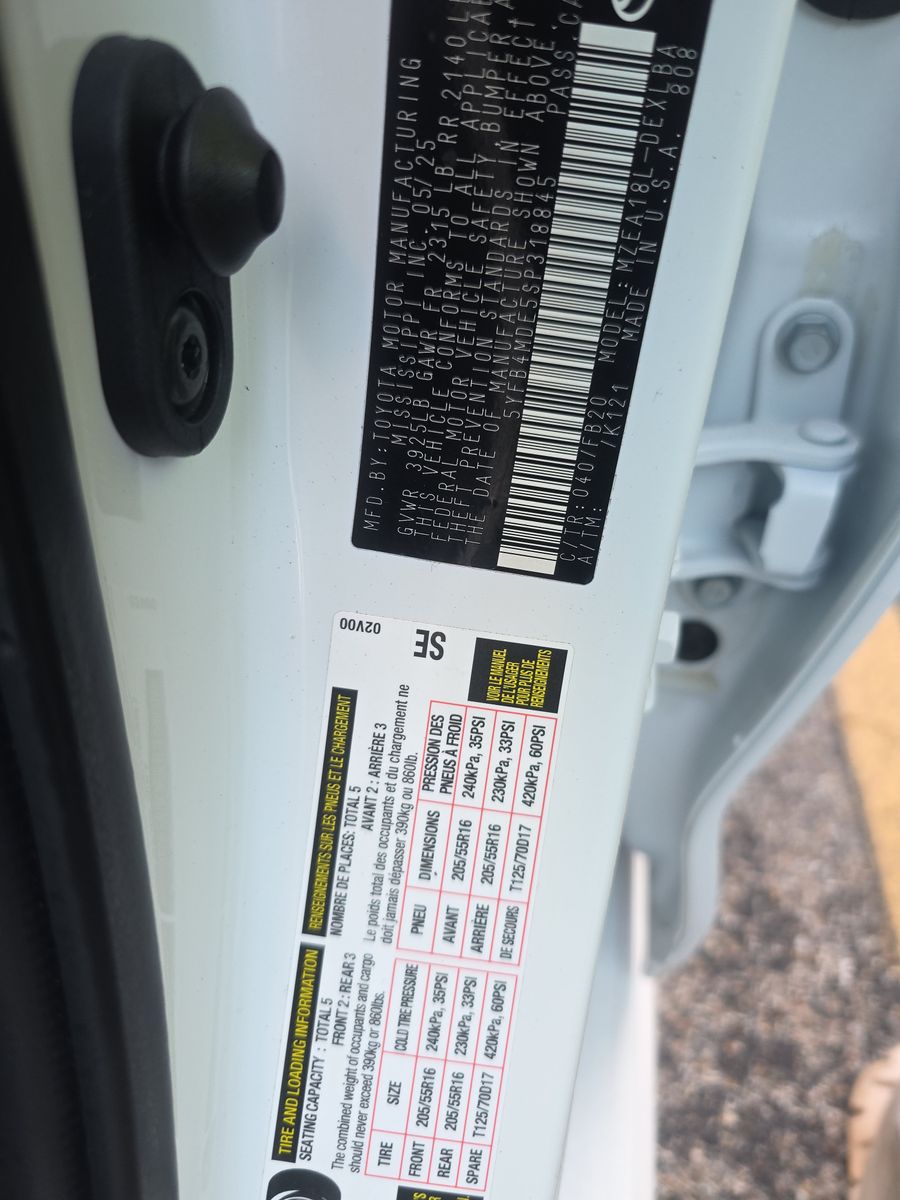 MFD.BY:TOYOTA MOTOR MANUFACTURING
MISSISSIPPI INC. 05/25
GVWR 3925LB GAWR FR 2315 LB RR 2140 L
THIS VEHICLE CONFORMS TO ALL
FEDERAL MOTOR VEHICLE SAFETY, BUMPER
THEFT PREVENTION STANDARDS IN EFFECT
THE DATE OF MANUFACTURE SHOWN ABOVE
PASS.
C/TR:040/FB20 MODEL:MZEA18L-DEXLBA
A/TM: /K121 MADE IN U.S.A. 808
TIRE AND LOADING INFORMATION
SEATING CAPACITY : TOTAL 5
FRONT 2 : REAR 3
The combined weight of occupants and cargo
should never exceed 390kg or 860lbs.
TIRE SIZE COLD TIRE PRESSURE
FRONT 205/55R16 240kPa, 35PSI
REAR 205/55R16 230kPa, 33PSI
SPARE T125/70D17 420kPa, 60PSI
RENSEIGNEMENTS SUR LES PNEUS ET LE CHARGEMENT
NOMBRE DE PLACES: TOTAL 5
AVANT 2 : ARRIÈRE 3
Le poids total des occupants et du chargement ne
doit jamais dépasser 390kg ou 860lb.
PNEU DIMENSIONS PRESSION DES
PNEUS À FROID
AVANT 205/55R16 240kPa, 35PSI
ARRIÈRE 205/55R16 230kPa, 33PSI
DE SECOURS T125/70D17 420kPa, 60PSI
02V00
SE
VOIR LE MANUEL
DE L'USAGER
POUR PLUS DE
RENSEIGNEMENTS